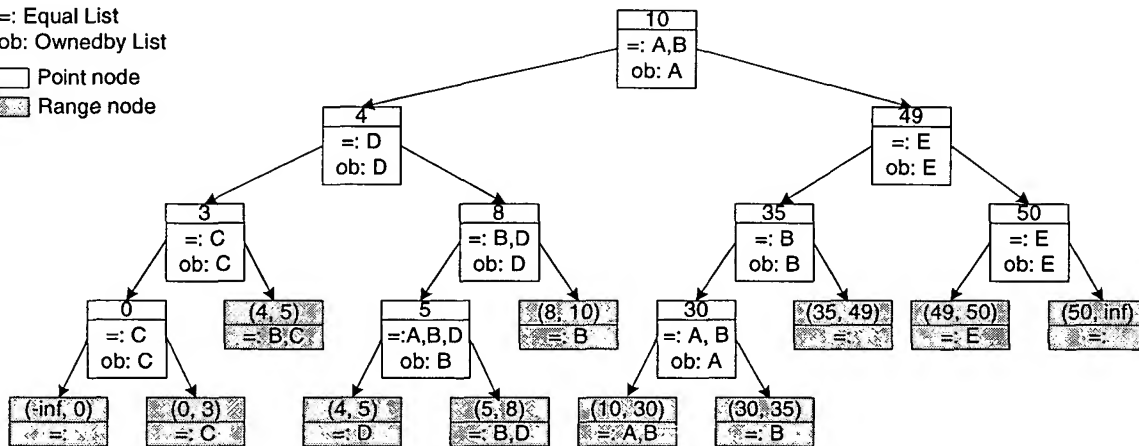 =: Equal List
ob: Ownedby List
Point node
Range node
10
=: A,B
ob: A
4
=: D
ob: D
49
=: E
ob: E
3
=: C
ob: C
8
=: B,D
ob: D
35
=: B
ob: B
50
=: E
ob: E
0
=: C
ob: C
(4, 5)
=: B,C
5
=:A,B,D
ob: B
(8, 10)
=: B
30
=: A, B
ob: A
(35, 49)
=:
(49, 50)
=: E
(50, inf)
=:
(-inf, 0)
=:
(0, 3)
=: C
(4, 5)
=: D
(5, 8)
=: B,D
(10, 30)
=: A,B
(30, 35)
=: B